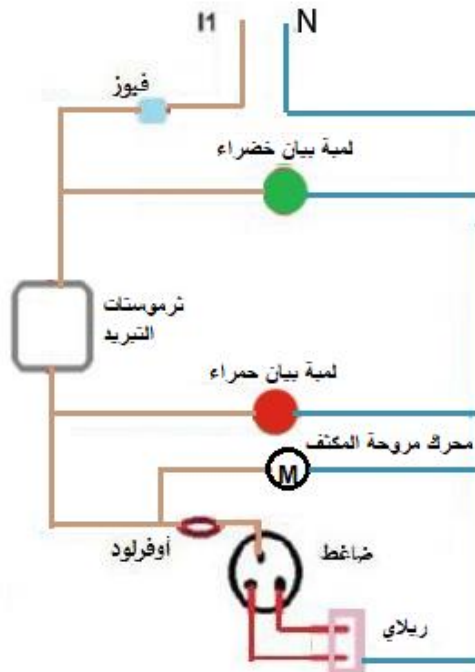 l1 N
فيوز
لمبة بيان خضراء
ثرموستات
التبريد
لمبة بيان حمراء
محرك مروحة المكثف
M
أوفرلود
ضاغط
ريلاي